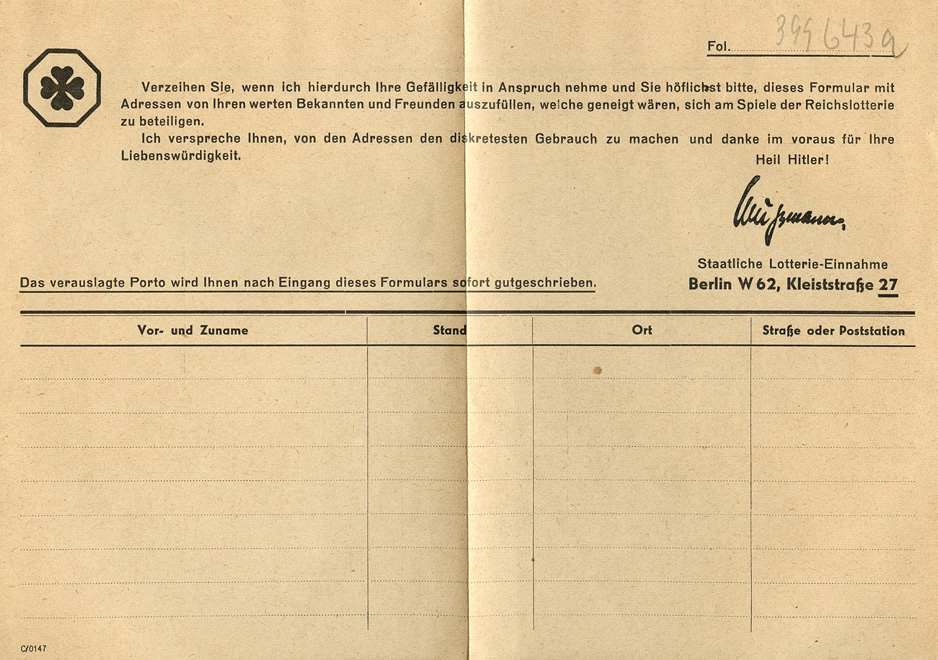 Fol. 399643a
Verzeihen Sie, wenn ich hierdurch Ihre Gefälligkeit in Anspruch nehme und Sie höflichst bitte, dieses Formular mit
Adressen von Ihren werten Bekannten und Freunden auszufüllen, welche geneigt wären, sich am Spiele der Reichslotterie
zu beteiligen.
Ich verspreche Ihnen, von den Adressen den diskretesten Gebrauch zu machen und danke im voraus für Ihre
Liebenswürdigkeit.
Heil Hitler!
Staatliche Lotterie-Einnahme
Das verauslagte Porto wird Ihnen nach Eingang dieses Formulars sofort gutgeschrieben.
Berlin W 62, Kleiststraße 27
Vor- und Zuname Stand Ort Straße oder Poststation
C/0147